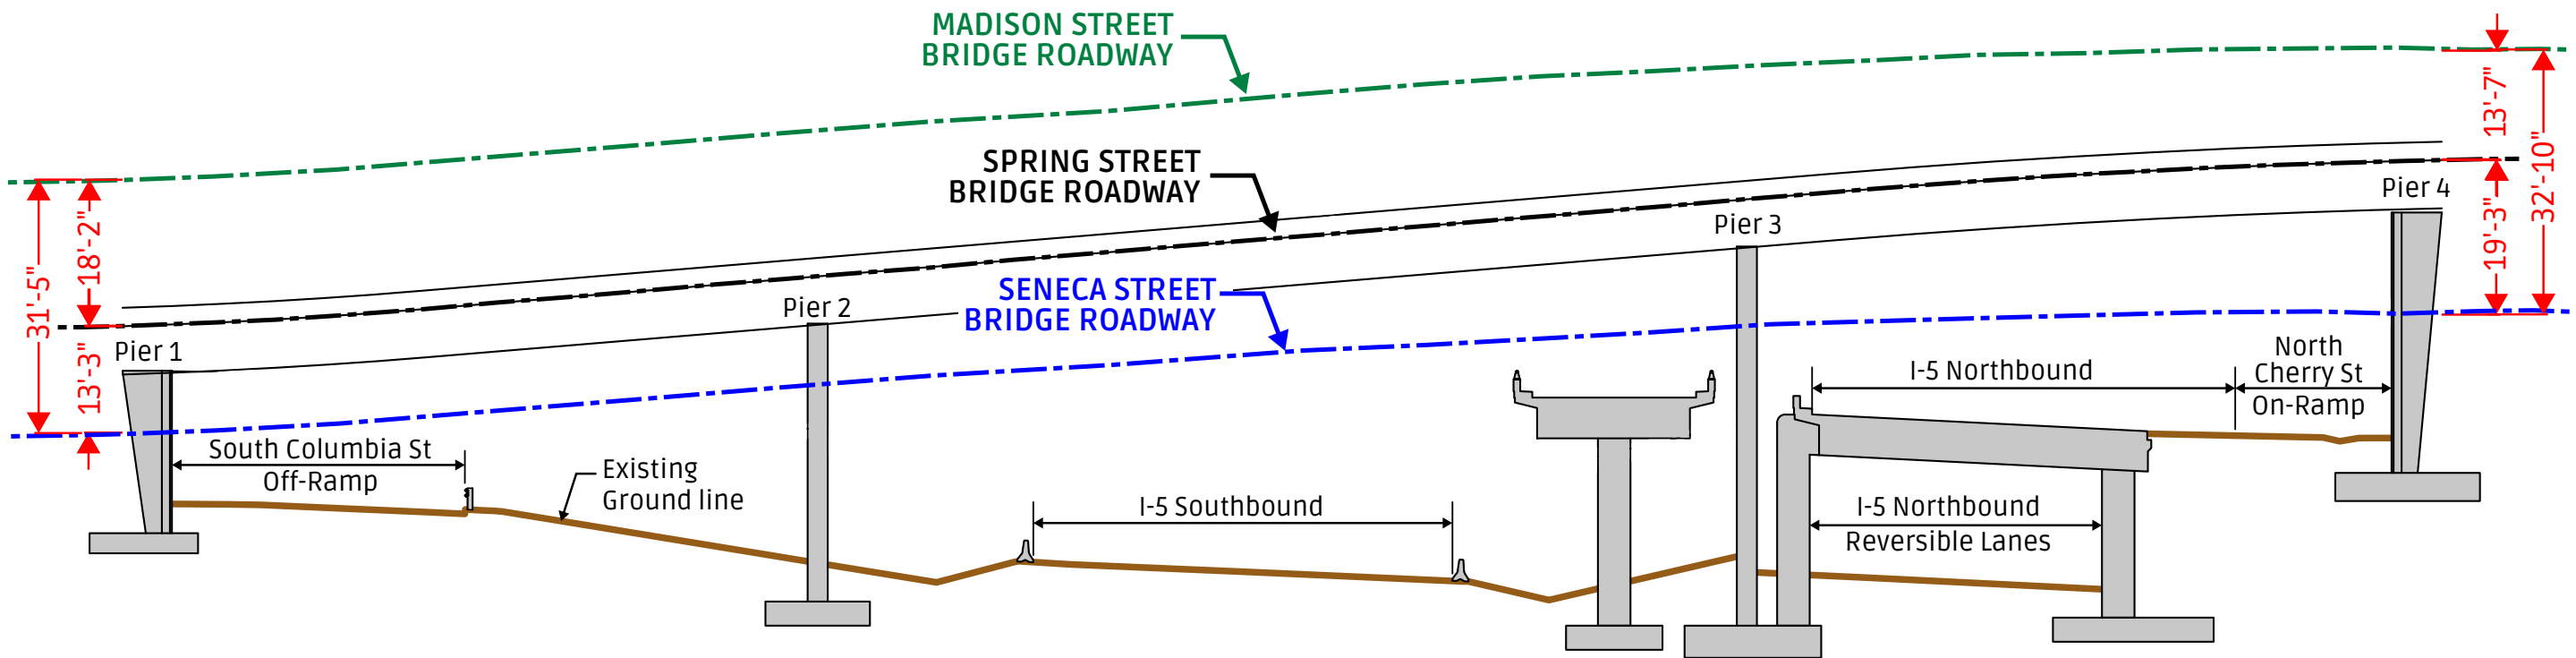 MADISON STREET
BRIDGE ROADWAY
SPRING STREET
BRIDGE ROADWAY
SENECA STREET
BRIDGE ROADWAY
31'-5"
18'-2"
13'-3"
13'-7"
19'-3"
32'-10"
Pier 1
Pier 2
Pier 3
Pier 4
South Columbia St
Off-Ramp
Existing
Ground line
I-5 Southbound
I-5 Northbound
North
Cherry St
On-Ramp
I-5 Northbound
Reversible Lanes